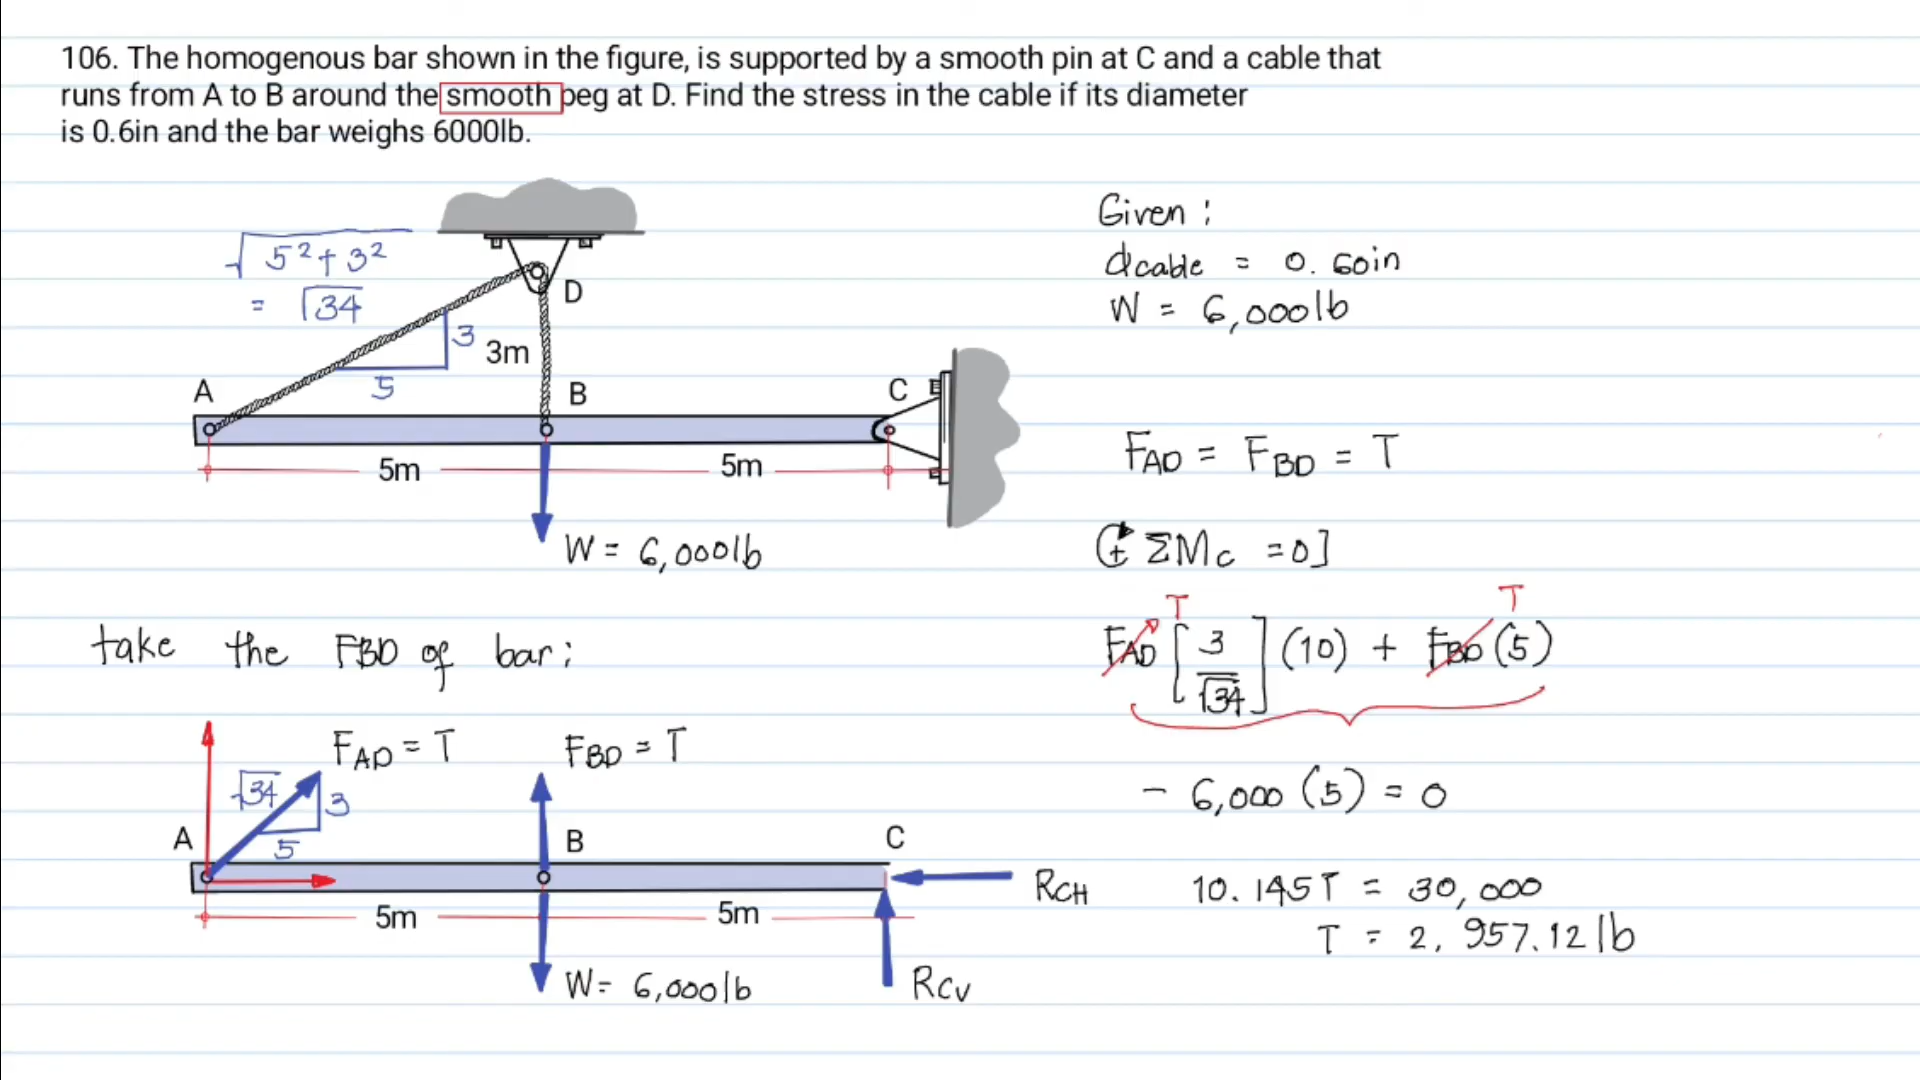 106. The homogenous bar shown in the figure, is supported by a smooth pin at C and a cable that
runs from A to B around the smooth peg at D. Find the stress in the cable if its diameter
is 0.6in and the bar weighs 6000lb.
√5²+3²
= √34
D
3
3m
5
A
B
C
5m
5m
W = 6,000lb
Given :
dcable = 0.60in
W = 6,000lb
FAD = FBD = T
+ ΣMc =0]
T
T
FAD [3/√34] (10) + FBD (5)
- 6,000 (5) = 0
10.145T = 30,000
T = 2,957.12lb
take the FBD of bar:
FAD = T
FBD = T
√34
3
5
A
B
C
RCH
5m
5m
W= 6,000lb
RCV